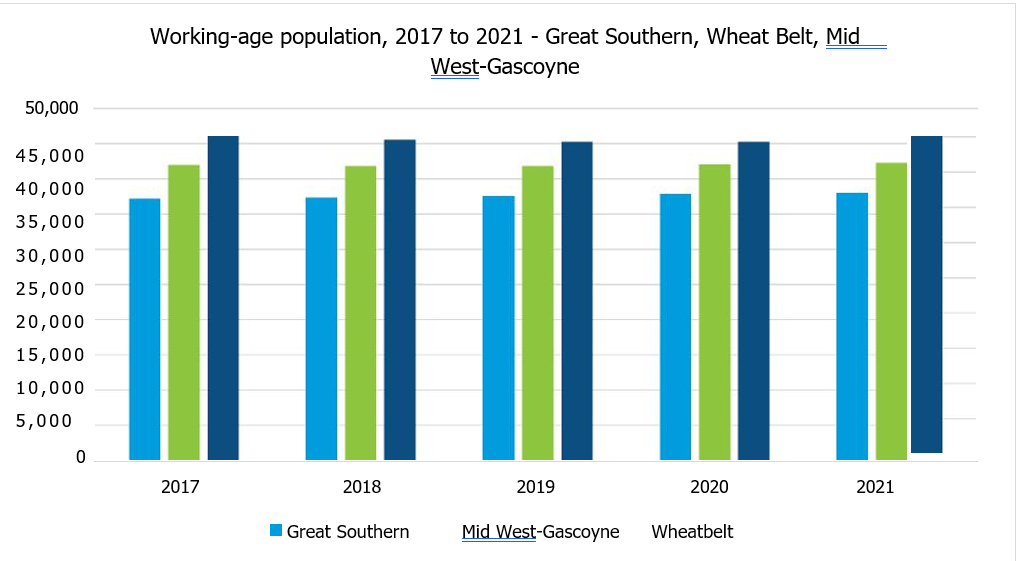 Working-age population, 2017 to 2021 - Great Southern, Wheat Belt, Mid
West-Gascoyne
50,000
45,000
40,000
35,000
30,000
25,000
20,000
15,000
10,000
5,000
0
2017 2018 2019 2020 2021
Great Southern Mid West-Gascoyne Wheatbelt